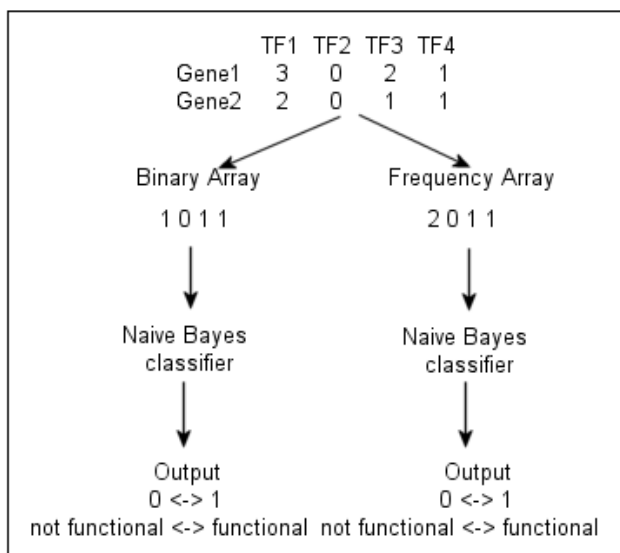 TF1 TF2 TF3 TF4
Gene1 3 0 2 1
Gene2 2 0 1 1
Binary Array
1 0 1 1
Naive Bayes
classifier
Output
0 <-> 1
not functional <-> functional
Frequency Array
2 0 1 1
Naive Bayes
classifier
Output
0 <-> 1
not functional <-> functional